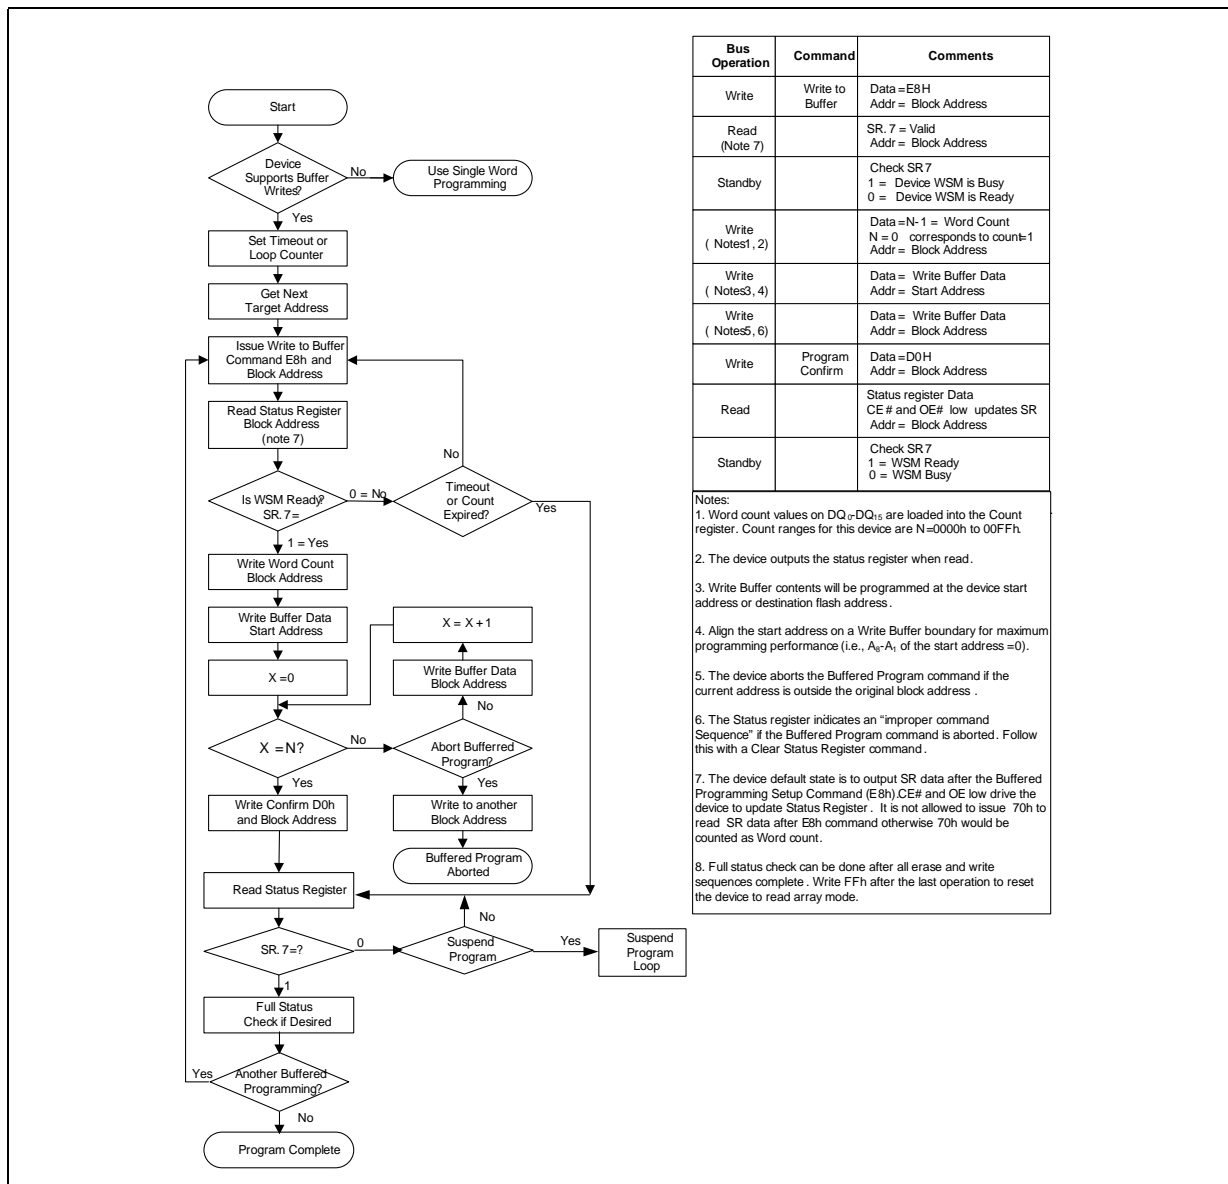 Start
Device
Supports Buffer
Writes?
No
Use Single Word
Programming
Yes
Set Timeout or
Loop Counter
Get Next
Target Address
Issue Write to Buffer
Command E8h and
Block Address
Read Status Register
Block Address
(note 7)
No
Is WSM Ready?
SR. 7 =
0 = No
Timeout
or Count
Expired?
Yes
1 = Yes
Write Word Count
Block Address
Write Buffer Data
Start Address
X = X + 1
X = 0
Write Buffer Data
Block Address
No
X = N?
No
Abort Bufferred
Program?
Yes
Yes
Write Confirm D0h
and Block Address
Write to another
Block Address
Buffered Program
Aborted
Read Status Register
No
SR. 7=?
0
Suspend
Program
Yes
Suspend
Program
Loop
1
Full Status
Check if Desired
Yes
Another Buffered
Programming?
No
Program Complete
Bus
Operation
Command
Comments
Write
Write to
Buffer
Data = E8H
Addr = Block Address
Read
(Note 7)
SR. 7 = Valid
Addr = Block Address
Standby
Check SR7
1 = Device WSM is Busy
0 = Device WSM is Ready
Write
( Notes1, 2)
Data = N-1 = Word Count
N = 0 corresponds to count=1
Addr = Block Address
Write
( Notes3, 4)
Data = Write Buffer Data
Addr = Start Address
Write
( Notes5, 6)
Data = Write Buffer Data
Addr = Block Address
Write
Program
Confirm
Data = D0H
Addr = Block Address
Read
Status register Data
CE# and OE# low updates SR
Addr = Block Address
Standby
Check SR7
1 = WSM Ready
0 = WSM Busy
Notes:
1. Word count values on DQ0-DQ15 are loaded into the Count
register. Count ranges for this device are N=0000h to 00FFh.
2. The device outputs the status register when read.
3. Write Buffer contents will be programmed at the device start
address or destination flash address.
4. Align the start address on a Write Buffer boundary for maximum
programming performance (i.e., A8-A1 of the start address =0).
5. The device aborts the Buffered Program command if the
current address is outside the original block address.
6. The Status register indicates an "improper command
Sequence" if the Buffered Program command is aborted. Follow
this with a Clear Status Register command.
7. The device default state is to output SR data after the Buffered
Programming Setup Command (E8h).CE# and OE low drive the
device to update Status Register. It is not allowed to issue 70h to
read SR data after E8h command otherwise 70h would be
counted as Word count.
8. Full status check can be done after all erase and write
sequences complete. Write FFh after the last operation to reset
the device to read array mode.